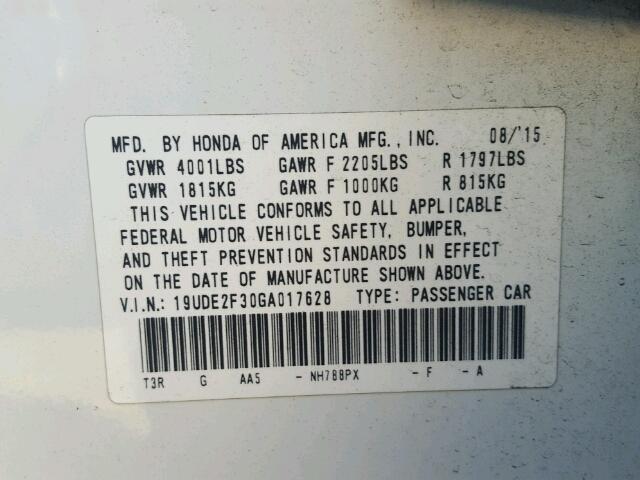 MFD. BY HONDA OF AMERICA MFG., INC. 08/'15
GVWR 4001LBS GAWR F 2205LBS R 1797LBS
GVWR 1815KG GAWR F 1000KG R 815KG
THIS VEHICLE CONFORMS TO ALL APPLICABLE
FEDERAL MOTOR VEHICLE SAFETY, BUMPER,
AND THEFT PREVENTION STANDARDS IN EFFECT
ON THE DATE OF MANUFACTURE SHOWN ABOVE.
V.I.N.: 19UDE2F30GA017628 TYPE: PASSENGER CAR
T3R G AA5 - NH788PX - F - A